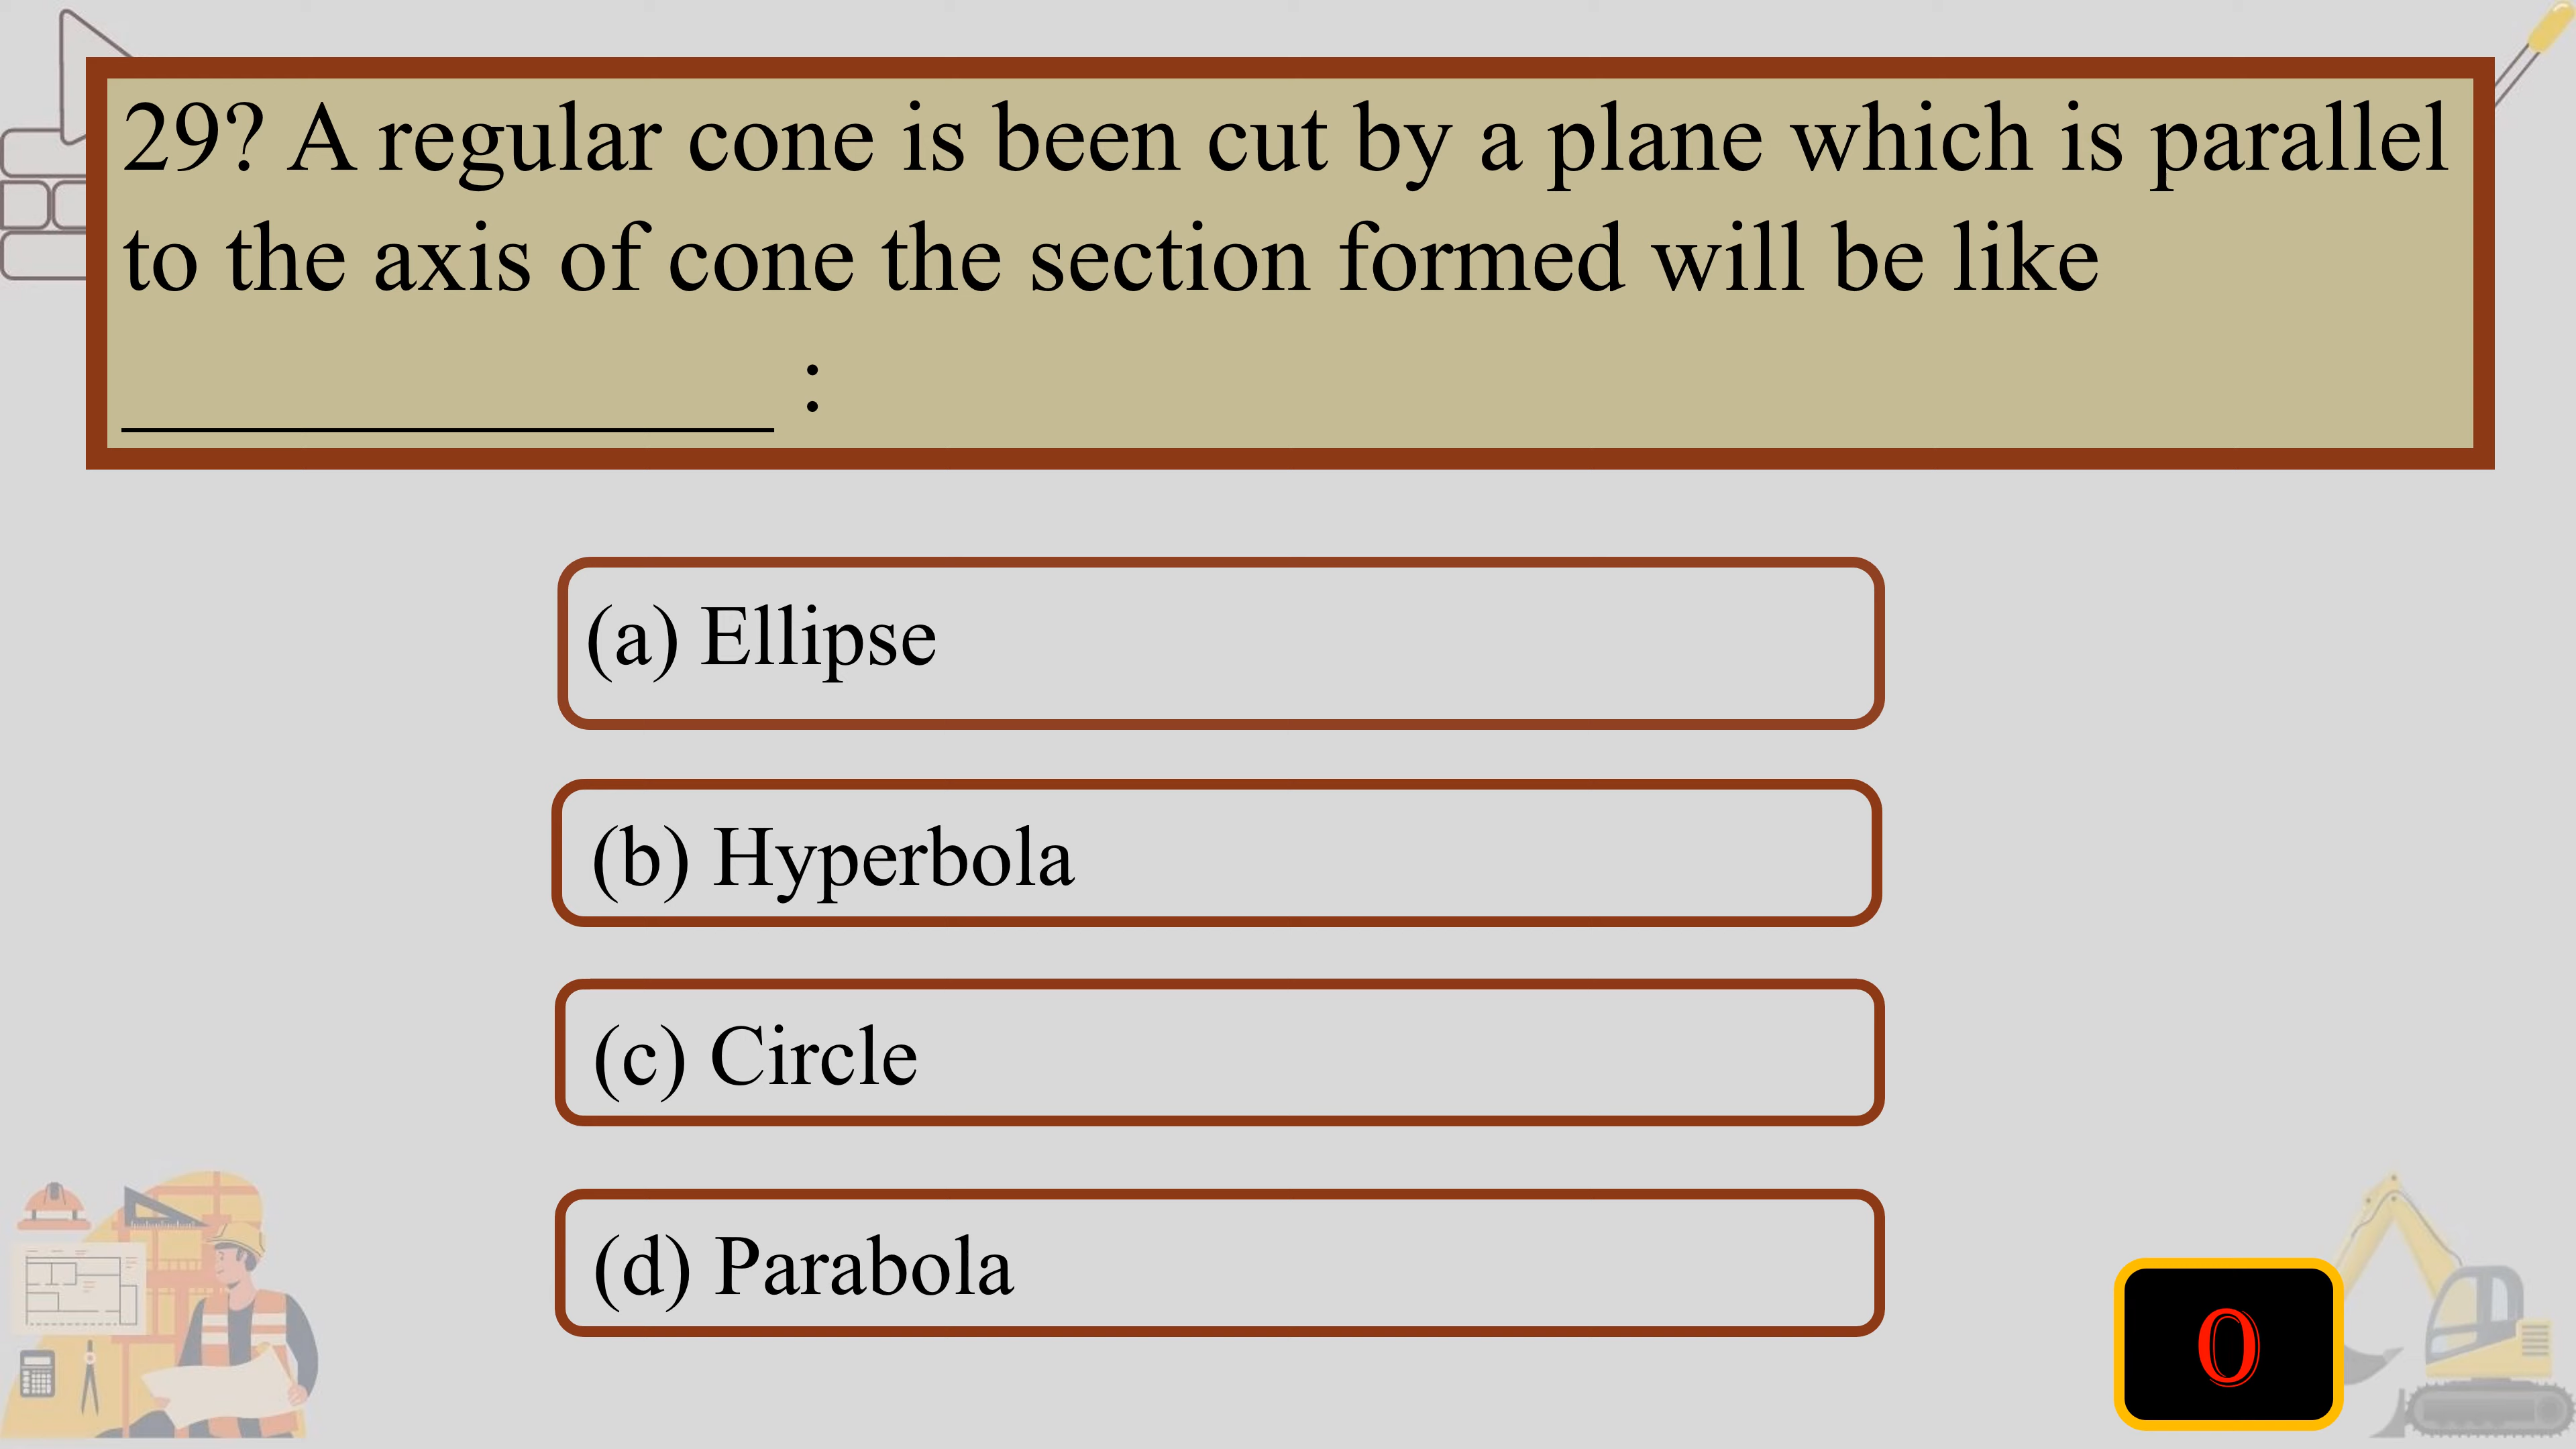 29? A regular cone is been cut by a plane which is parallel
to the axis of cone the section formed will be like
_______________ :
(a) Ellipse
(b) Hyperbola
(c) Circle
(d) Parabola
0